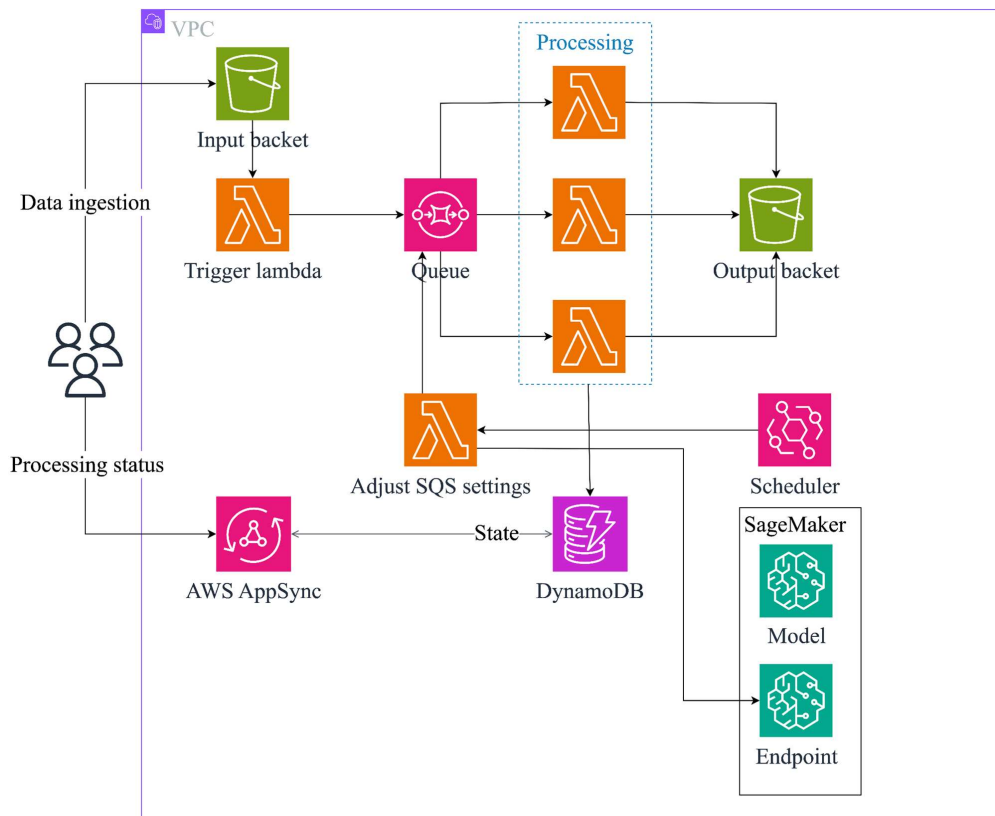 VPC
Processing
Input backet
Data ingestion
Trigger lambda
Queue
Output backet
Processing status
Adjust SQS settings
Scheduler
SageMaker
State
AWS AppSync
DynamoDB
Model
Endpoint